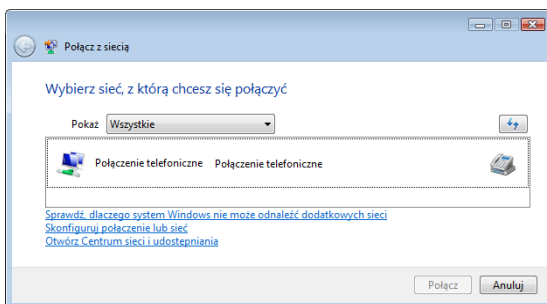 Połącz z siecią
Wybierz sieć, z którą chcesz się połączyć
Pokaż Wszystkie
Połączenie telefoniczne Połączenie telefoniczne
Sprawdź, dlaczego system Windows nie może odnaleźć dodatkowych sieci
Skonfiguruj połaczenie lub sieć
Otwórz Centrum sieci i udostępniania
Połącz Anuluj